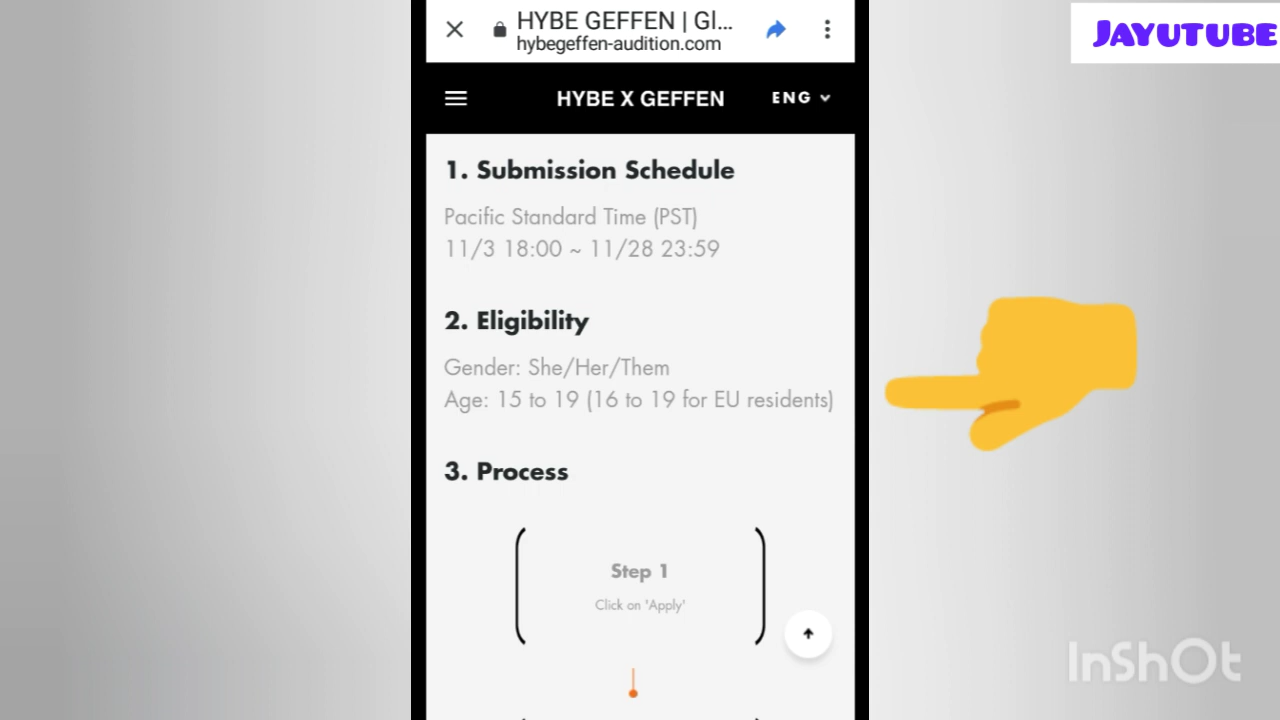 HYBE GEFFEN | Gl...
hybegeffen-audition.com
JAYUTUBE
HYBE X GEFFEN
ENG
1. Submission Schedule
Pacific Standard Time (PST)
11/3 18:00 ~ 11/28 23:59
2. Eligibility
Gender: She/Her/Them
Age: 15 to 19 (16 to 19 for EU residents)
3. Process
Step 1
Click on 'Apply'
InShOt